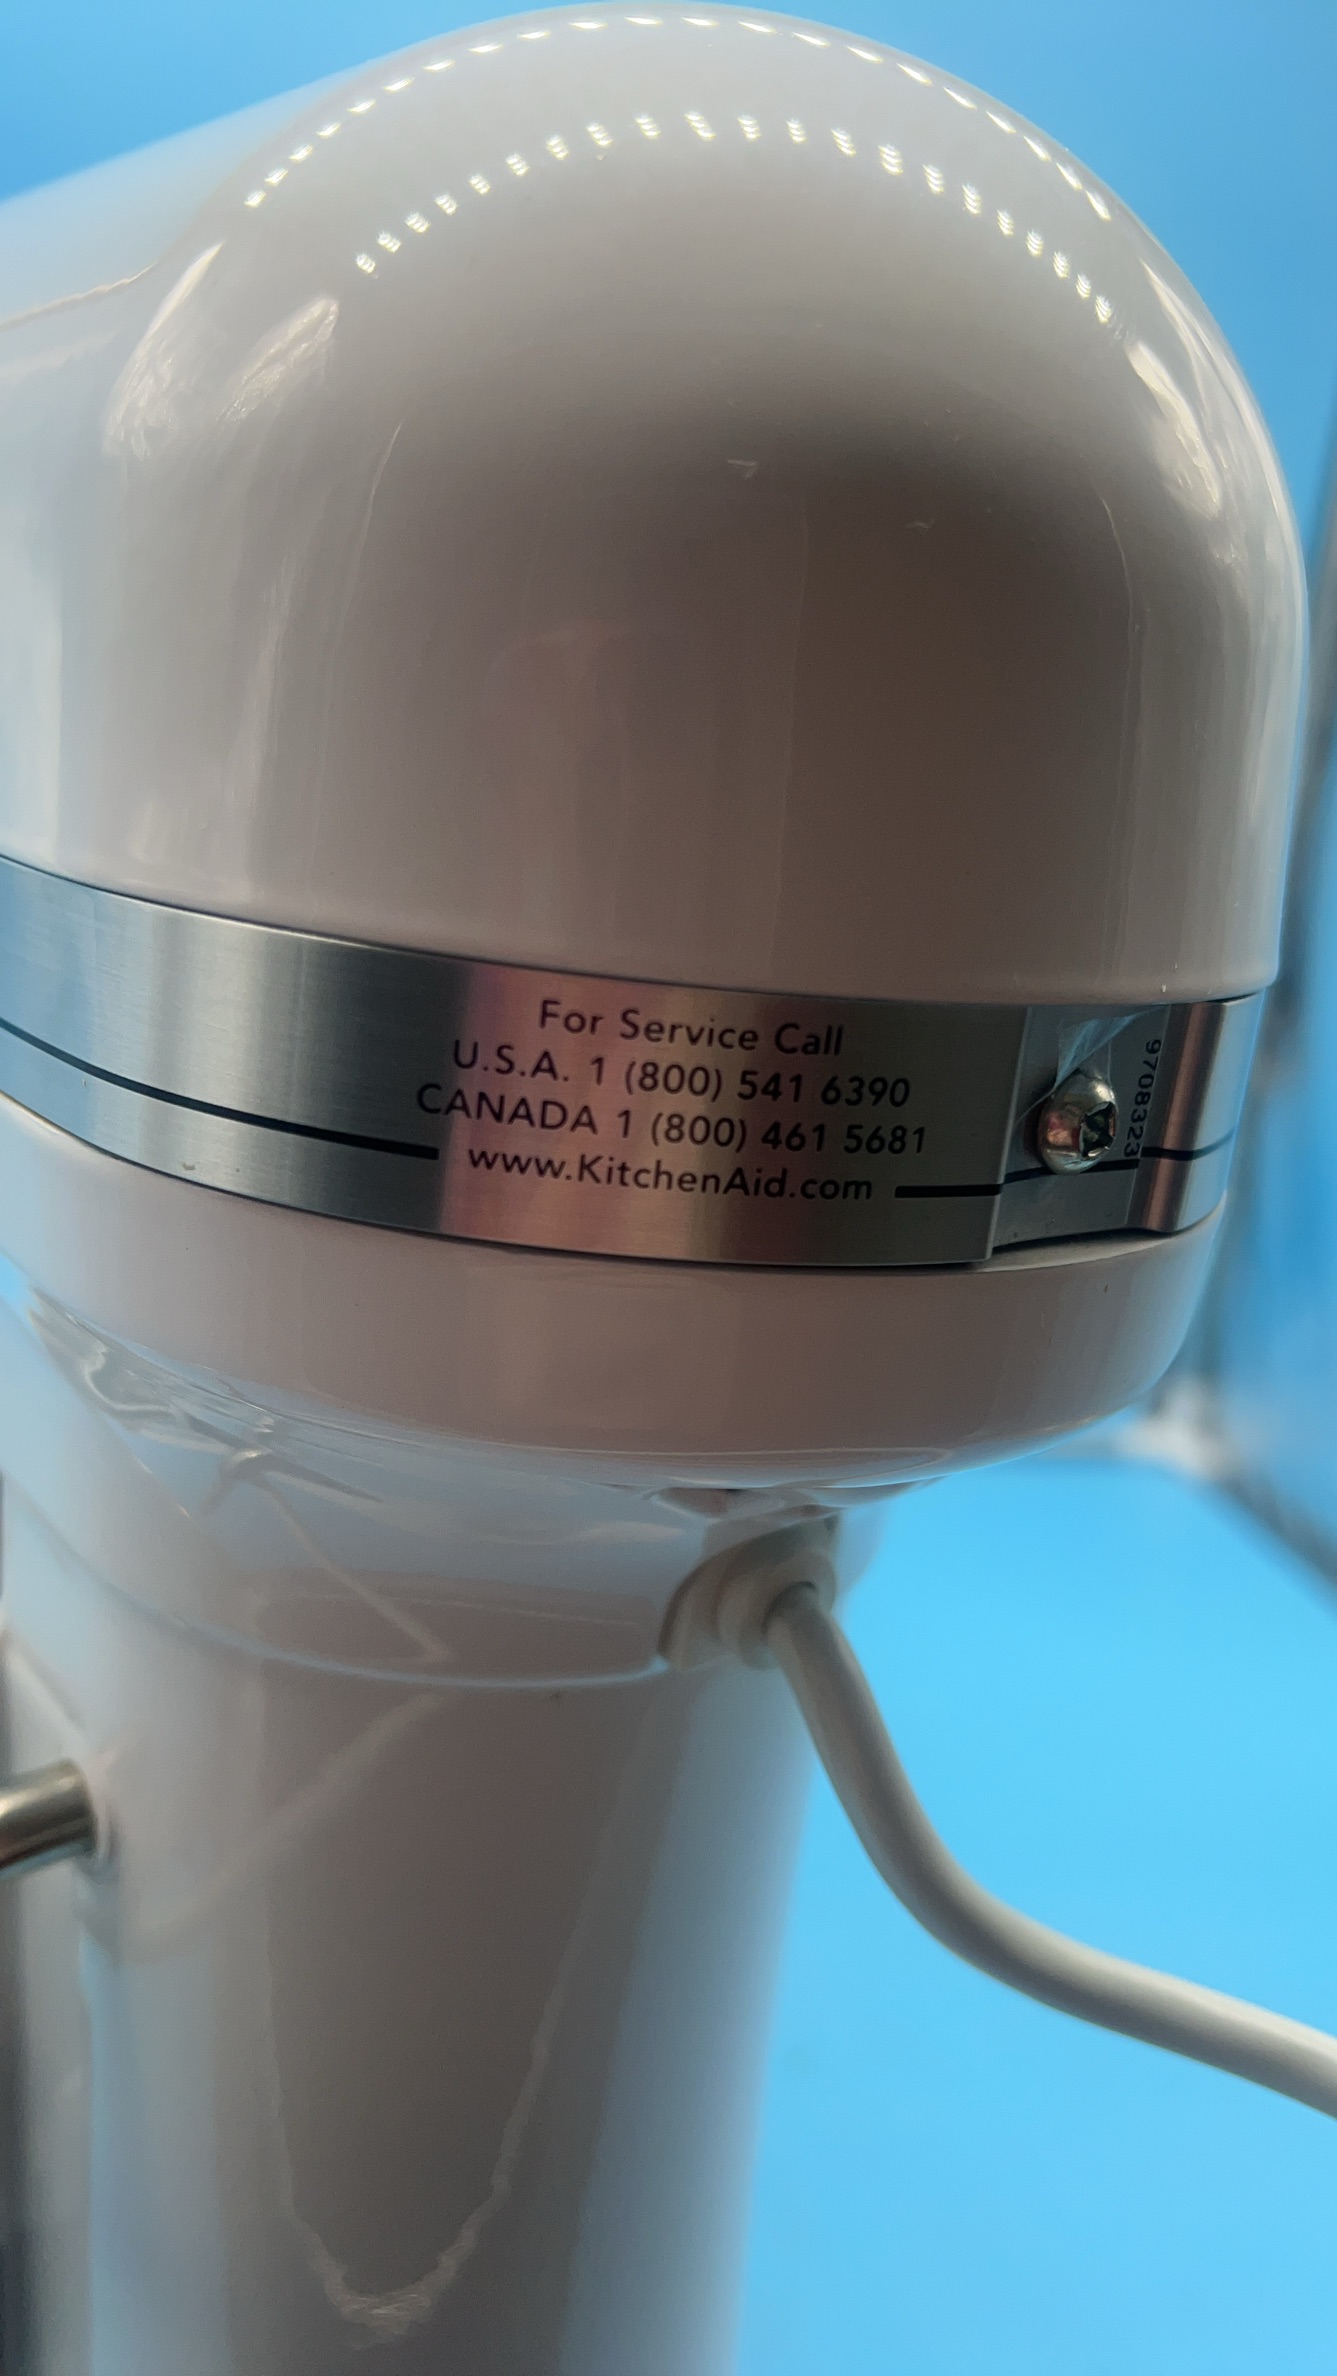 For Service Call
U.S.A. 1 (800) 541 6390
CANADA 1 (800) 461 5681
www.KitchenAid.com
9708323